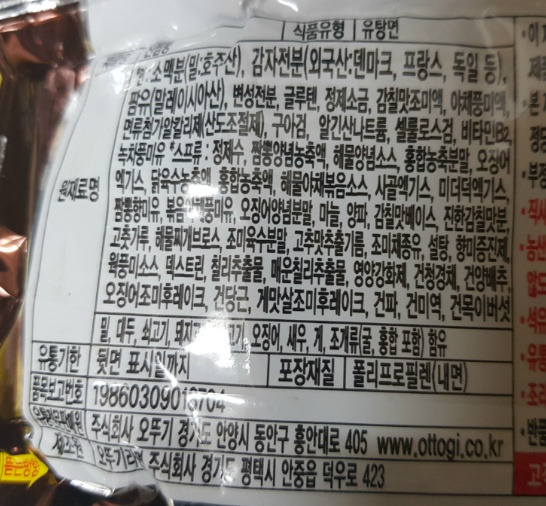 식품유형 유탕면
면:소맥분(밀:호주산), 감자전분(외국산:덴마크, 프랑스, 독일 등),
팜유(말레이시아산), 변성전분, 글루텐, 정제소금, 감칠맛조미액, 야채풍미액,
면류첨가알칼리제(산도조절제), 구아검, 알긴산나트륨, 셀룰로스검, 비타민B2,
녹차풍미유 *스프류: 정제수, 짬뽕양념농축액, 해물양념소스, 홍합농축분말, 오징어
원재료명
엑기스, 닭육수농축액, 홍합농축액, 해물야채볶음소스, 사골엑기스, 미더덕엑기스,
짬뽕향미유, 볶음야채풍미유, 오징어양념분말, 마늘, 양파, 감칠맛베이스, 진한감칠맛분,
고춧가루, 해물찌개브로스, 조미육수분말, 고추맛추출기름, 조미채종유, 설탕, 향미증진제,
육풍미소스, 덱스트린, 칠리추출물, 매운칠리추출물, 영양강화제, 건청경채, 건양배추,
오징어조미후레이크, 건당근, 게맛살조미후레이크, 건파, 건미역, 건목이버섯
밀, 대두, 쇠고기, 돼지고기, 오징어, 새우, 게, 조개류(굴, 홍합 포함) 함유
유통기한 뒷면 표시일까지 포장재질 폴리프로필렌(내면)
품목보고번호 19860309016704
주식회사 오뚜기 경기도 안양시 동안구 흥안대로 405 www.ottogi.co.kr
제조원 오뚜기라면 주식회사 경기도 평택시 안중읍 덕우로 423